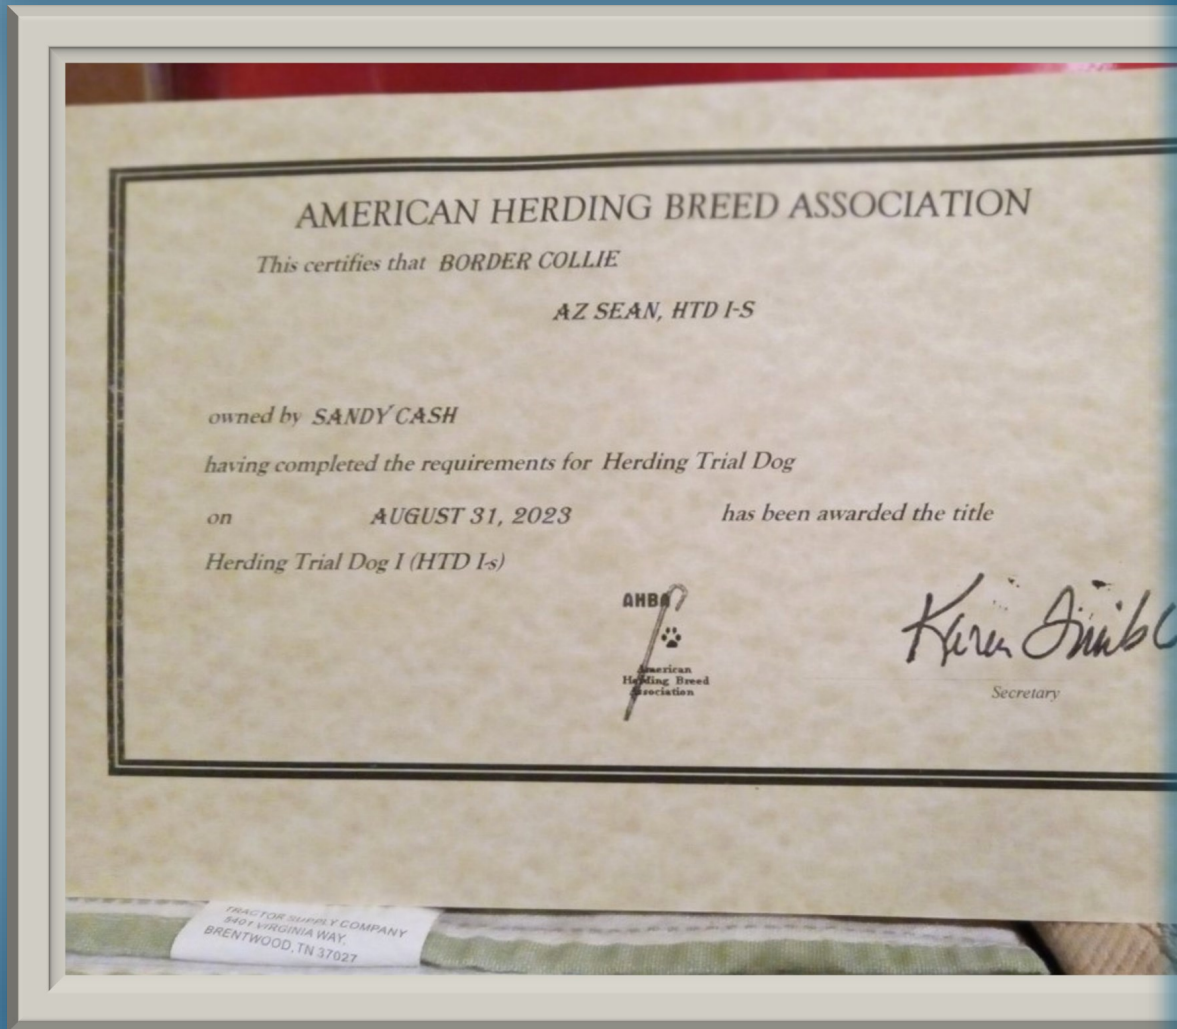 AMERICAN HERDING BREED ASSOCIATION
This certifies that BORDER COLLIE
AZ SEAN, HTD I-S
owned by SANDY CASH
having completed the requirements for Herding Trial Dog
on AUGUST 31, 2023 has been awarded the title
Herding Trial Dog I (HTD I-s)
AHBA
American
Herding Breed
Association
Karen
Secretary
TRACTOR SUPPLY COMPANY
5401 VIRGINIA WAY,
BRENTWOOD, TN 37027